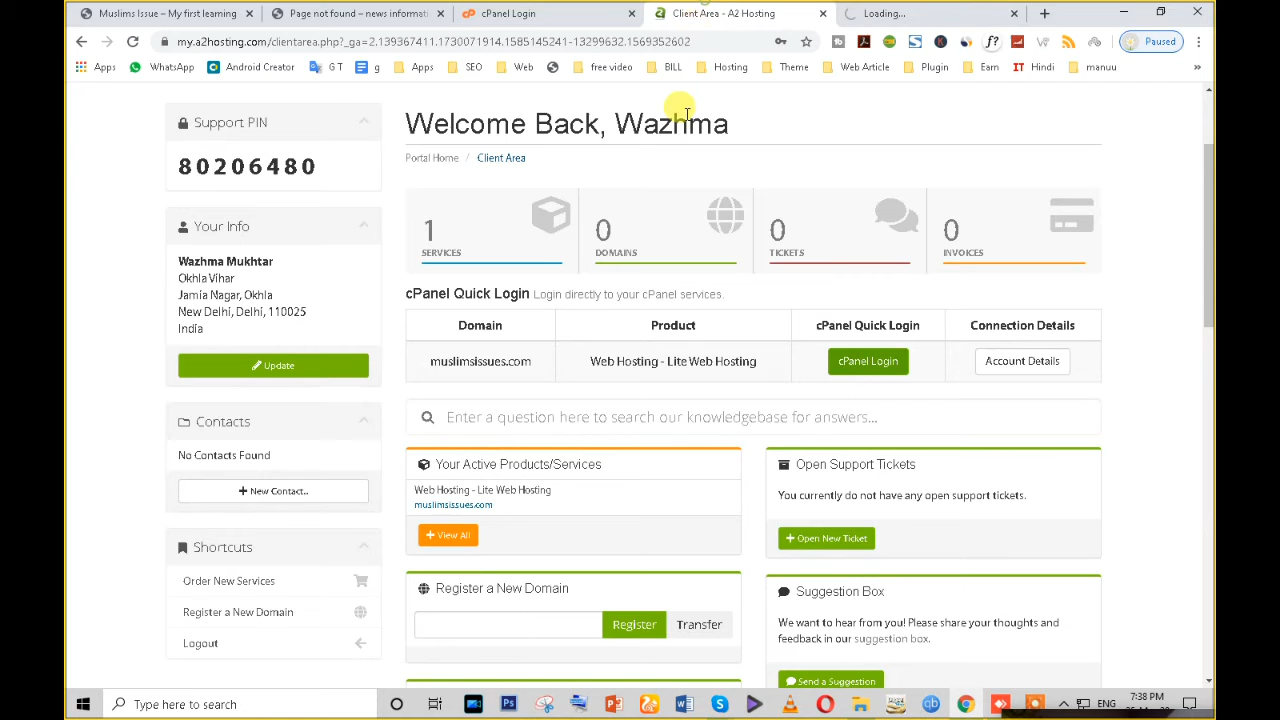 Muslims Issue – My first learning
Page not found – news informati
cPanel Login
Client Area - A2 Hosting
Loading...
my.a2hosting.com/clientarea.php?_ga=2.139367411.1730071914.1585145241-13299632.1569352602
Paused
Apps
WhatsApp
Android Creator
G T
g
Apps
SEO
Web
free video
BILL
Hosting
Theme
Web Article
Plugin
Earn
IT Hindi
manuu
Support PIN
80206480
Your Info
Wazhma Mukhtar
Okhla Vihar
Jamia Nagar, Okhla
New Delhi, Delhi, 110025
India
Update
Contacts
No Contacts Found
+ New Contact..
Shortcuts
Order New Services
Register a New Domain
Logout
Welcome Back, Wazhma
Portal Home / Client Area
1
SERVICES
0
DOMAINS
0
TICKETS
0
INVOICES
cPanel Quick Login Login directly to your cPanel services.
Domain Product cPanel Quick Login Connection Details
muslimsissues.com Web Hosting - Lite Web Hosting cPanel Login Account Details
Enter a question here to search our knowledgebase for answers...
Your Active Products/Services
Web Hosting - Lite Web Hosting
muslimsissues.com
+ View All
Register a New Domain
Register Transfer
Open Support Tickets
You currently do not have any open support tickets.
+ Open New Ticket
Suggestion Box
We want to hear from you! Please share your thoughts and
feedback in our suggestion box.
Send a Suggestion
Type here to search
ENG
7:38 PM